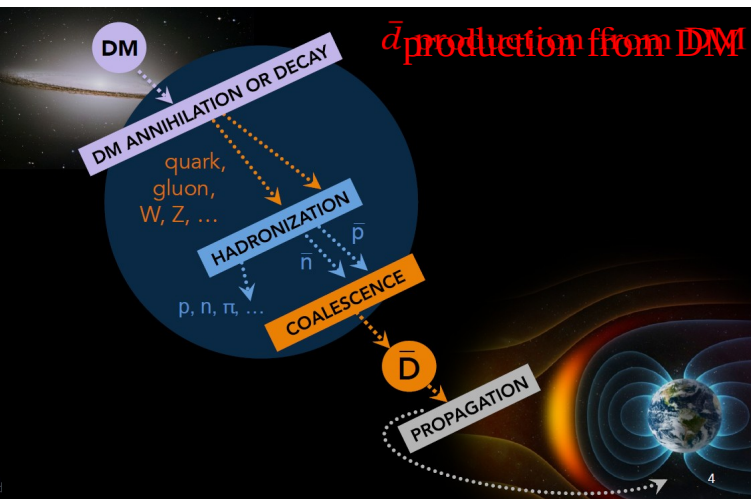 d̄ production from DM
DM
DM ANNIHILATION OR DECAY
quark,
gluon,
W, Z, ...
HADRONIZATION
n̄
p̄
p, n, π, ...
COALESCENCE
D̄
PROPAGATION
4